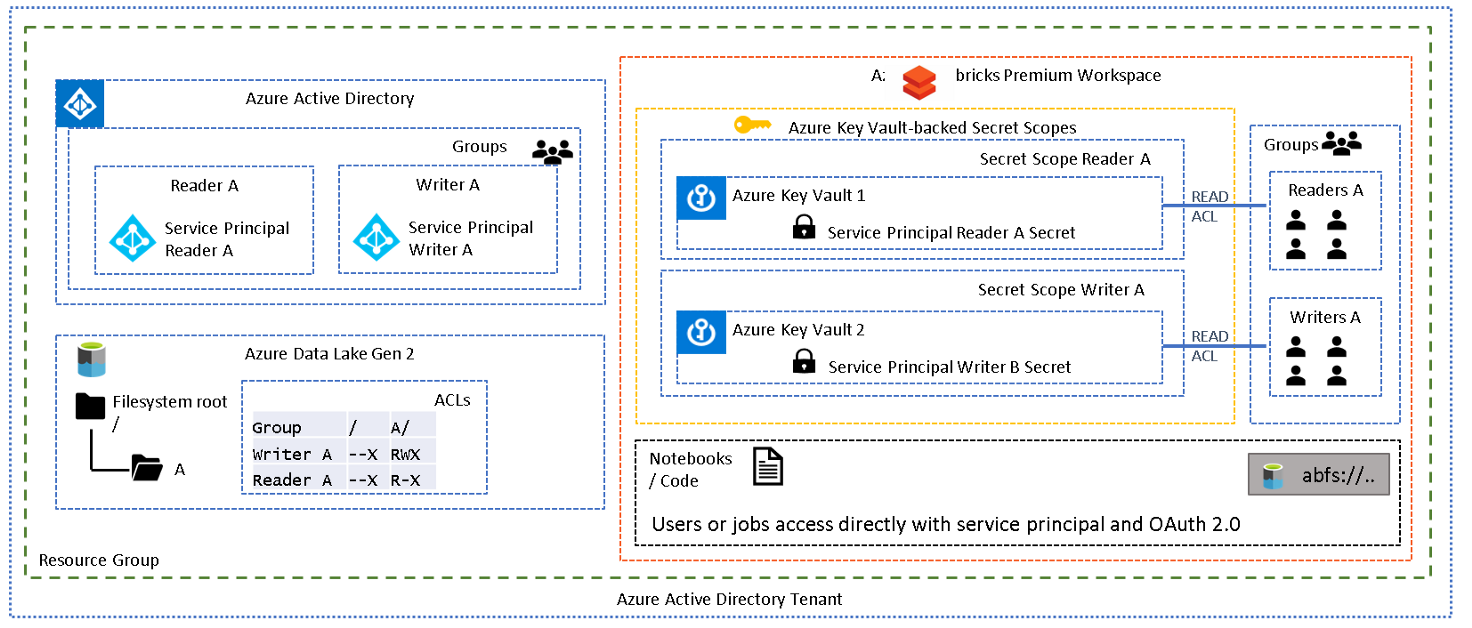 A: bricks Premium Workspace
Azure Active Directory
Groups
Reader A
Service Principal
Reader A
Writer A
Service Principal
Writer A
Azure Data Lake Gen 2
Filesystem root
/
A
ACLs
Group / A/
Writer A --X RWX
Reader A --X R-X
Azure Key Vault-backed Secret Scopes
Secret Scope Reader A
Azure Key Vault 1
Service Principal Reader A Secret
READ
ACL
Secret Scope Writer A
Azure Key Vault 2
Service Principal Writer B Secret
READ
ACL
Groups
Readers A
Writers A
Notebooks
/ Code
abfs://..
Users or jobs access directly with service principal and OAuth 2.0
Resource Group
Azure Active Directory Tenant